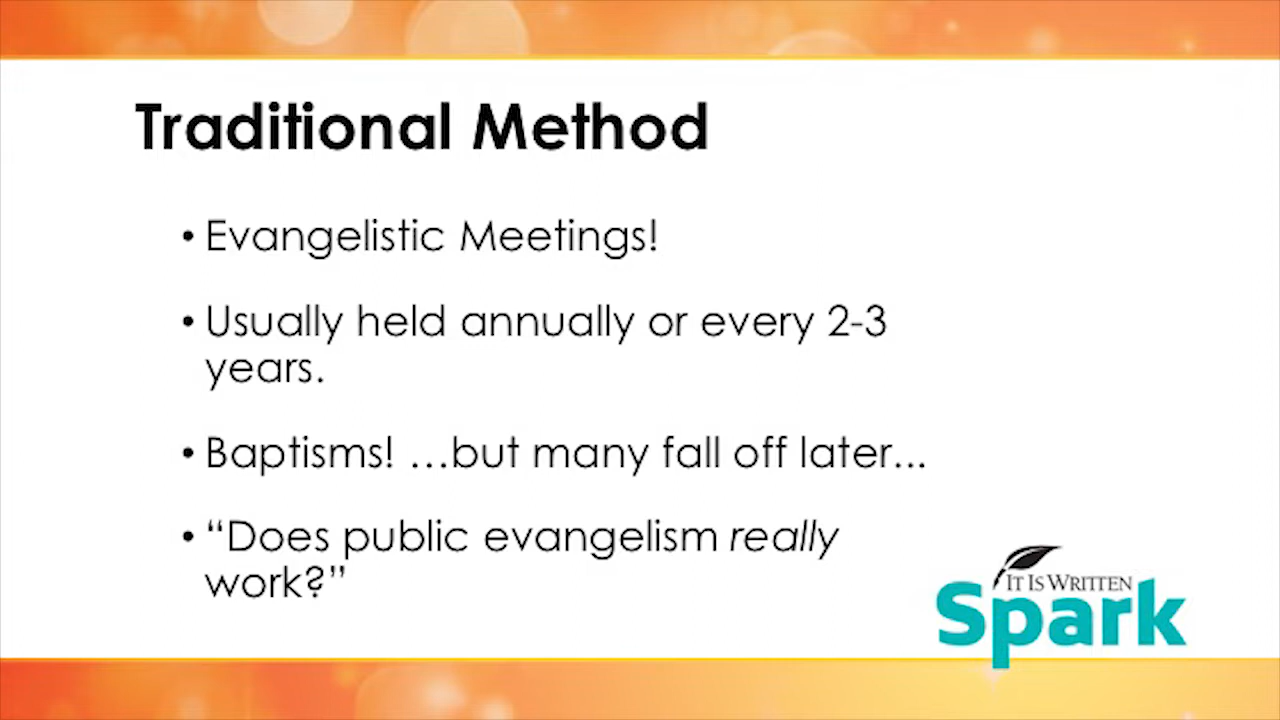 Traditional Method
• Evangelistic Meetings!
• Usually held annually or every 2-3
years.
• Baptisms! …but many fall off later...
• “Does public evangelism really
work?”
IT IS WRITTEN
Spark